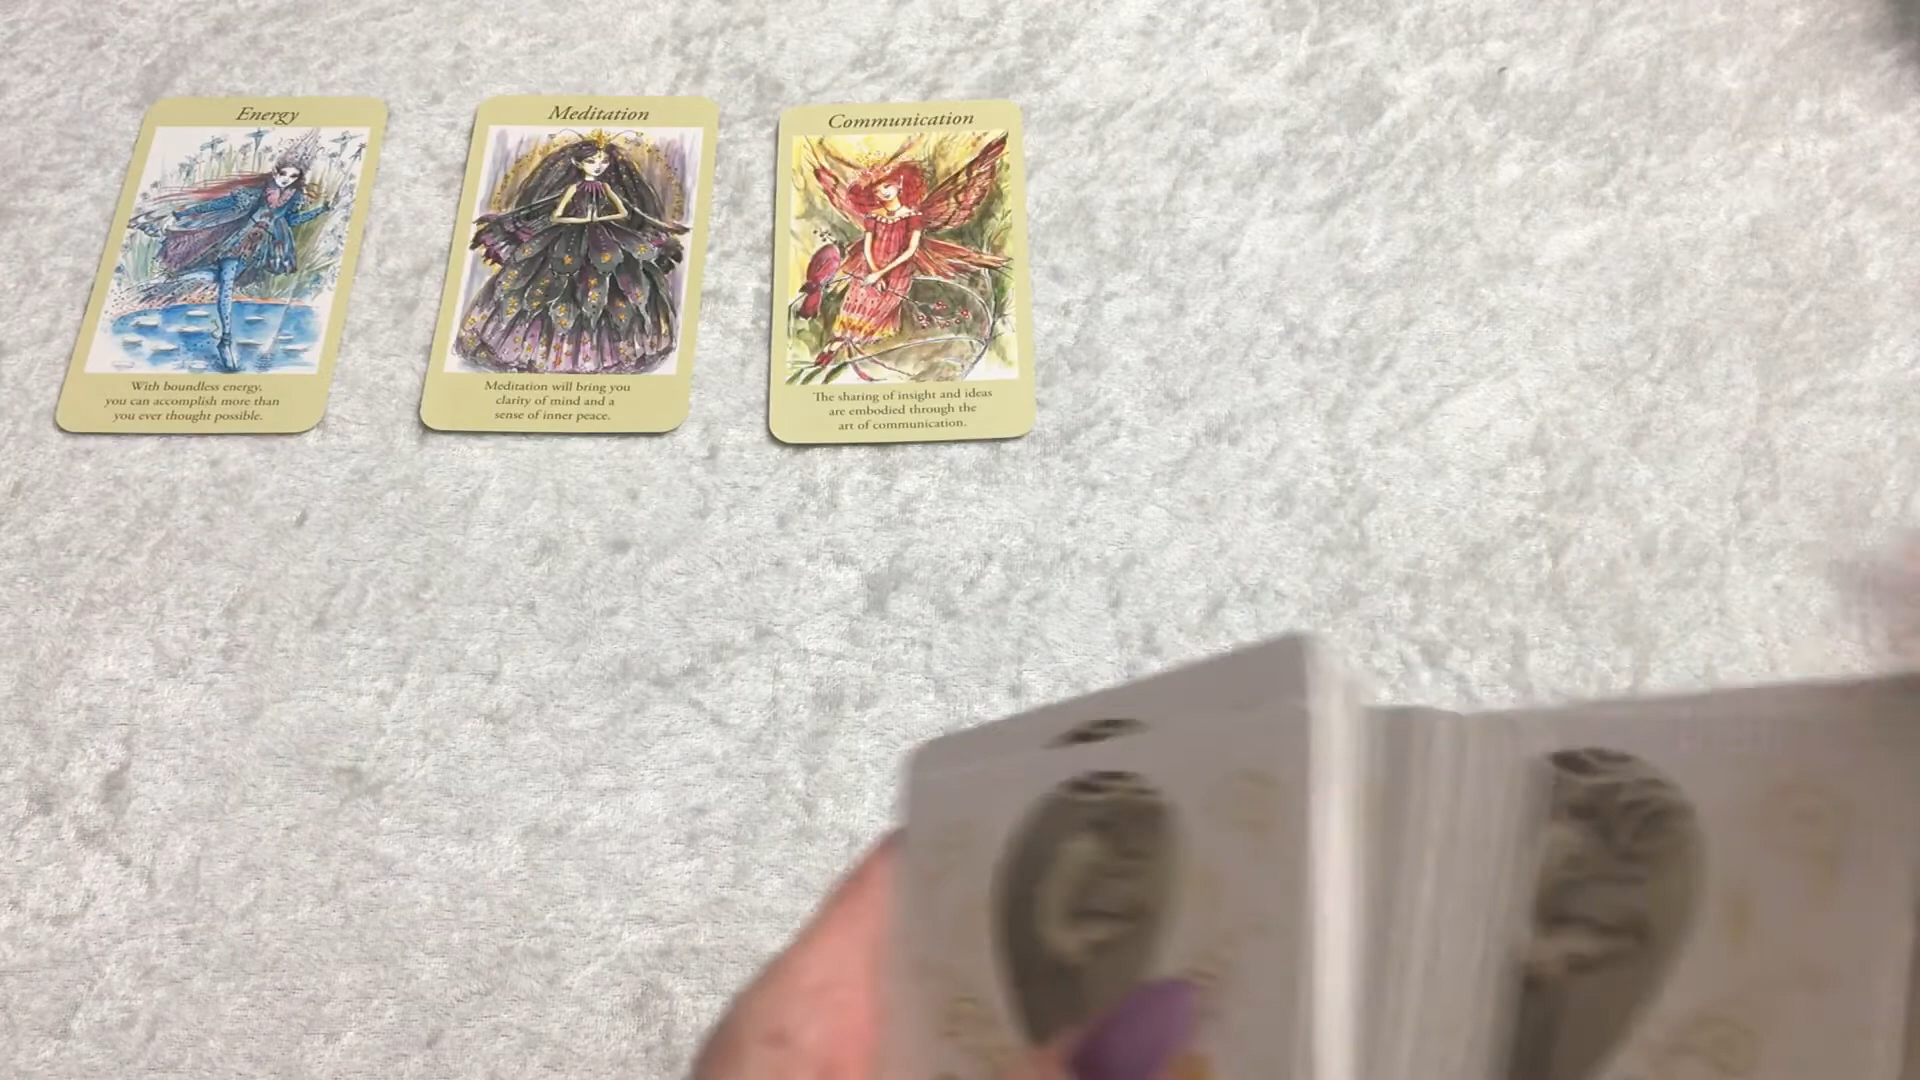 Energy
With boundless energy,
you can accomplish more than
you ever thought possible.
Meditation
Meditation will bring you
clarity of mind and a
sense of inner peace.
Communication
The sharing of insight and ideas
are embodied through the
art of communication.